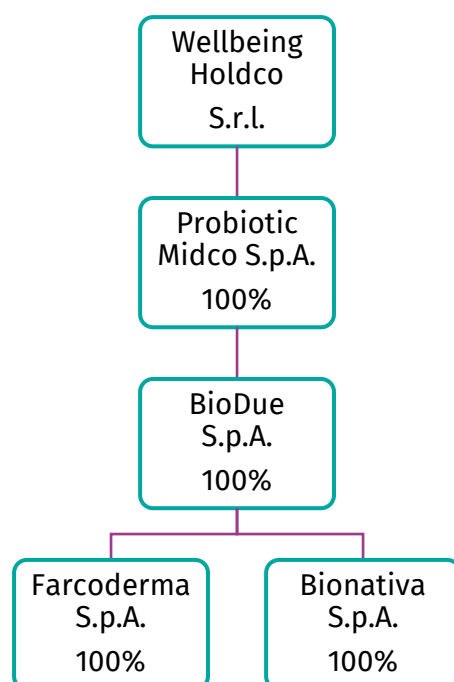 Wellbeing
Holdco
S.r.l.
Probiotic
Midco S.p.A.
100%
BioDue
S.p.A.
100%
Farcoderma
S.p.A.
100%
Bionativa
S.p.A.
100%